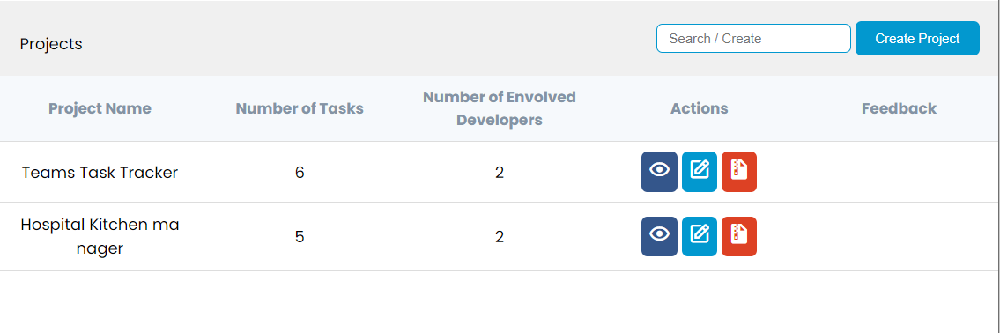 Projects
Search / Create
Create Project
Project Name
Number of Tasks
Number of Envolved
Developers
Actions
Feedback
Teams Task Tracker
6
2
Hospital Kitchen ma
nager
5
2